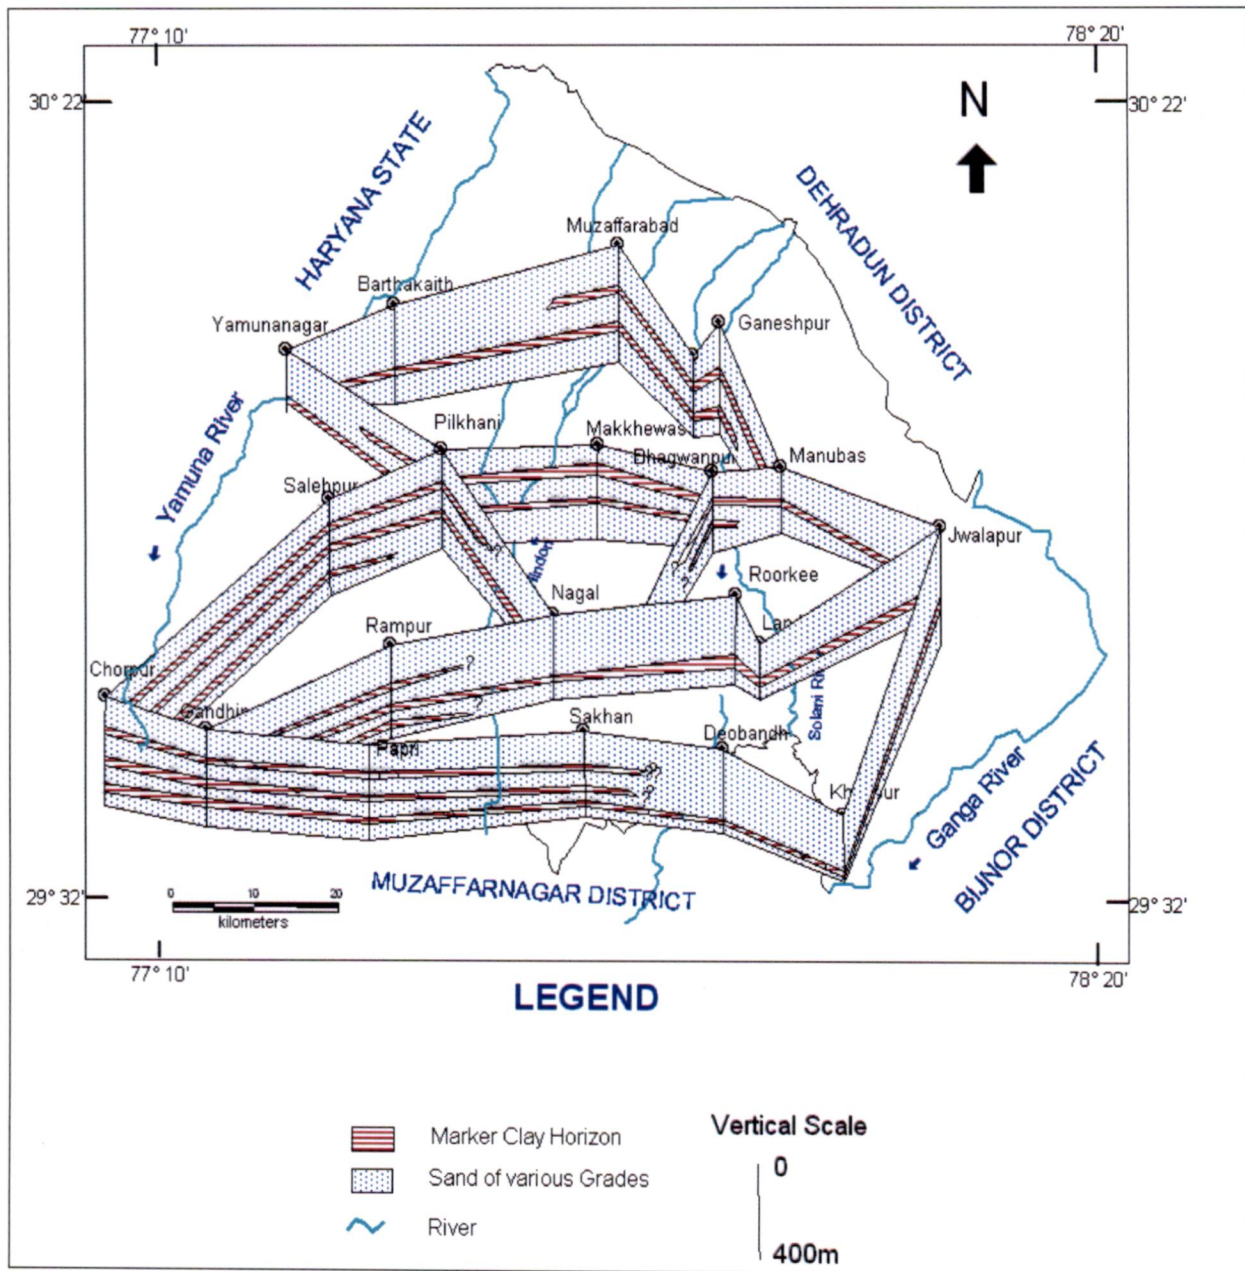 77° 10'
78° 20'
30° 22'
30° 22'
N
HARYANA STATE
DEHRADUN DISTRICT
Muzaffarabad
Barthakaith
Ganeshpur
Yamunanagar
Yamuna River
Pilkhani
Makkhewas
Bhagwanpur
Manubas
Salehpur
Jwalapur
Roorkee
Nagal
Rampur
Chorpur
Sakhan
Deobandh
Papri
Ganga River
BIJNOR DISTRICT
MUZAFFARNAGAR DISTRICT
?
?
?
?
?
29° 32'
29° 32'
0 10 20
kilometers
77° 10'
78° 20'
LEGEND
Marker Clay Horizon
Sand of various Grades
River
Vertical Scale
0
400m